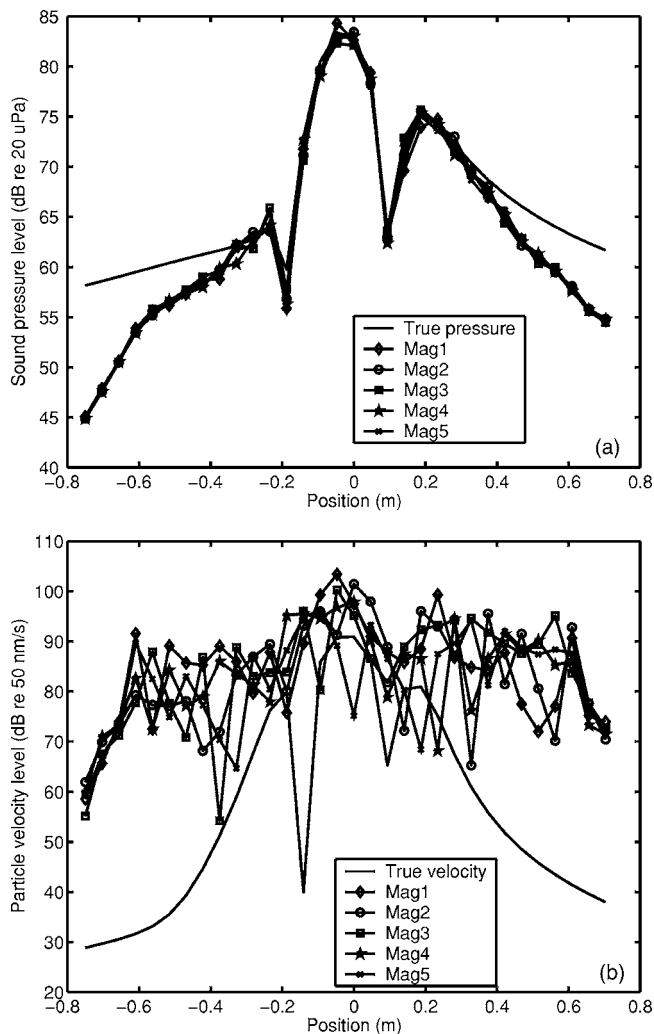 85
80
75
70
65
60
55
50
45
40
Sound pressure level (dB re 20 uPa)
True pressure
Mag1
Mag2
Mag3
Mag4
Mag5
(a)
−0.8 −0.6 −0.4 −0.2 0 0.2 0.4 0.6 0.8
Position (m)
110
100
90
80
70
60
50
40
30
20
Particle velocity level (dB re 50 nm/s)
True velocity
Mag1
Mag2
Mag3
Mag4
Mag5
(b)
−0.8 −0.6 −0.4 −0.2 0 0.2 0.4 0.6 0.8
Position (m)